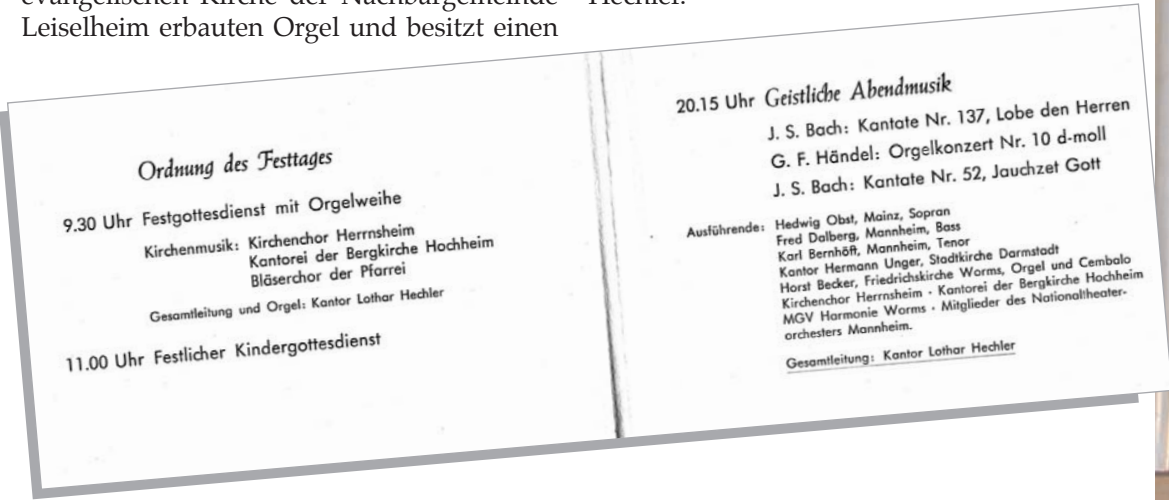 evangelischen Kirche der Nachbargemeinde
Leiselheim erbauten Orgel und besitzt einen
Hechler.
Ordnung des Festtages
9.30 Uhr Festgottesdienst mit Orgelweihe
Kirchenmusik: Kirchenchor Herrnsheim
Kantorei der Bergkirche Hochheim
Bläserchor der Pfarrei
Gesamtleitung und Orgel: Kantor Lothar Hechler
11.00 Uhr Festlicher Kindergottesdienst
20.15 Uhr Geistliche Abendmusik
J. S. Bach: Kantate Nr. 137, Lobe den Herren
G. F. Händel: Orgelkonzert Nr. 10 d-moll
J. S. Bach: Kantate Nr. 52, Jauchzet Gott
Ausführende: Hedwig Obst, Mainz, Sopran
Fred Dalberg, Mannheim, Bass
Karl Bernhöft, Mannheim, Tenor
Kantor Hermann Unger, Stadtkirche Darmstadt
Horst Becker, Friedrichskirche Worms, Orgel und Cembalo
Kirchenchor Herrnsheim · Kantorei der Bergkirche Hochheim
MGV Harmonie Worms · Mitglieder des Nationaltheater-
orchesters Mannheim.
Gesamtleitung: Kantor Lothar Hechler